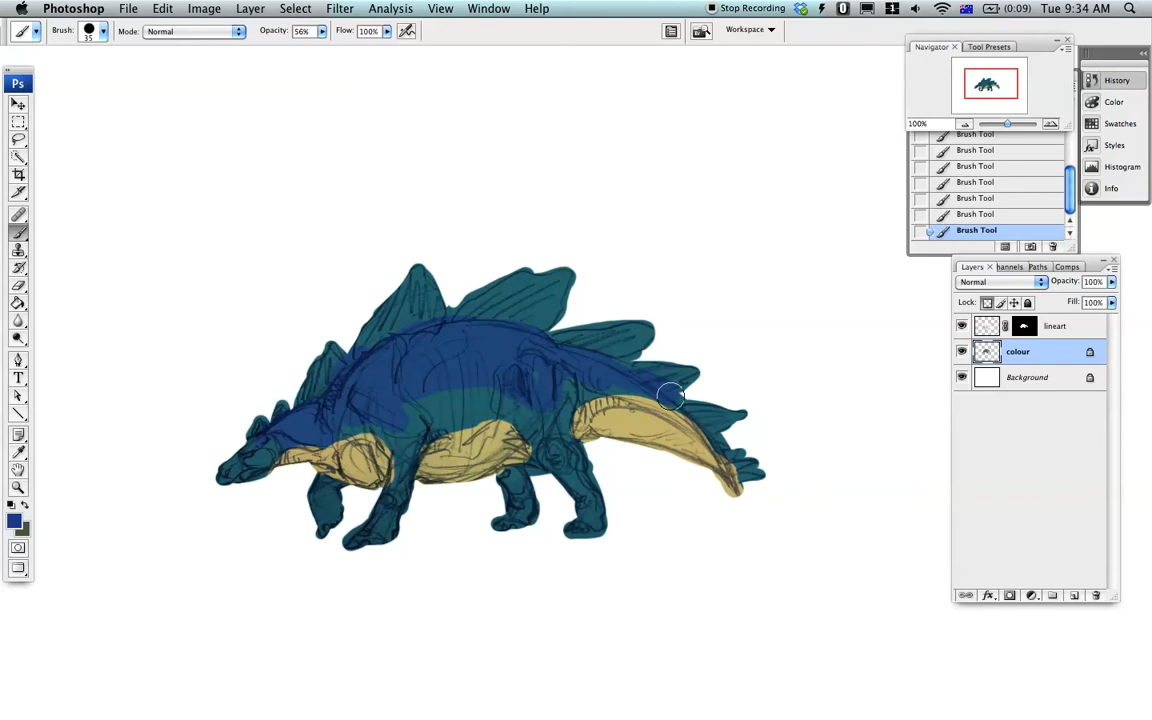 Photoshop File Edit Image Layer Select Filter Analysis View Window Help Stop Recording 1 (0:09) Tue 9:34 AM
Brush: 35 Mode: Normal Opacity: 56% Flow: 100% Workspace
Navigator Tool Presets
100%
Ps
History
Color
Swatches
Styles
Histogram
Info
Brush Tool
Brush Tool
Brush Tool
Brush Tool
Brush Tool
Brush Tool
Brush Tool
Layers hannels Paths Comps
Normal Opacity: 100%
Lock: Fill: 100%
lineart
colour
Background